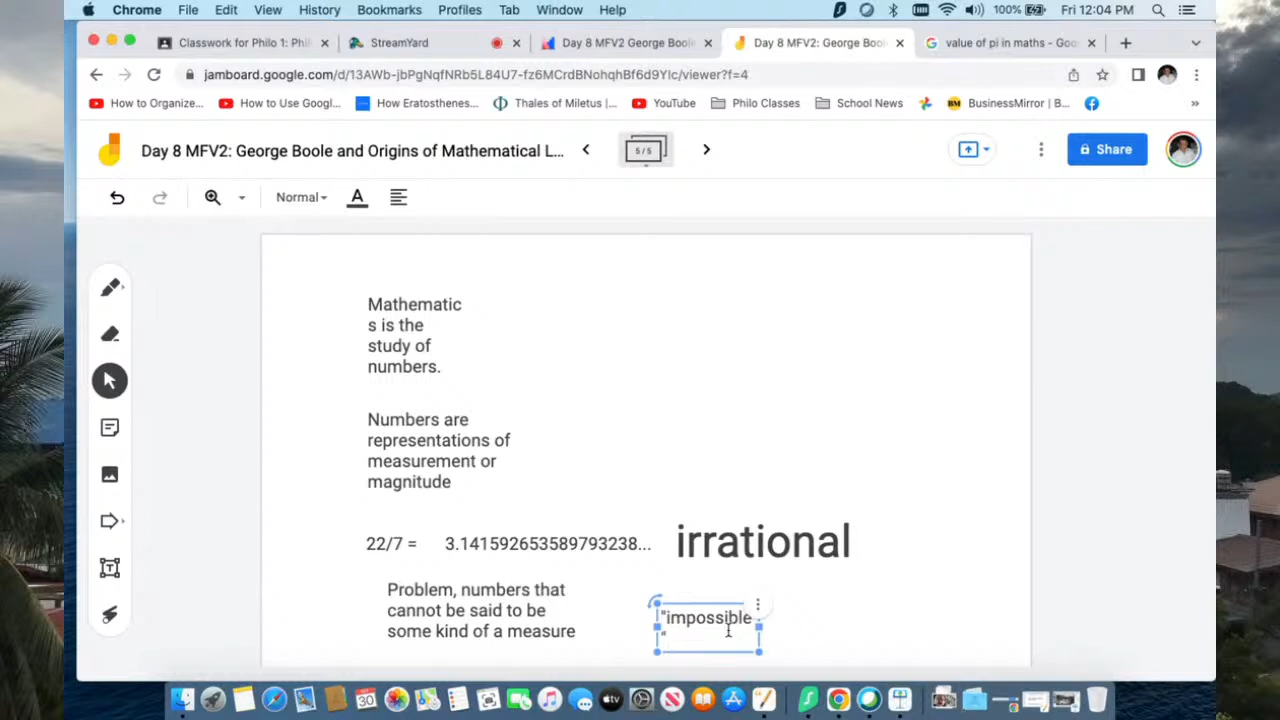 Chrome File Edit View History Bookmarks Profiles Tab Window Help 100% Fri 12:04 PM
Classwork for Philo 1: Phil StreamYard Day 8 MFV2 George Boole Day 8 MFV2: George Boole value of pi in maths - Goo
jamboard.google.com/d/13AWb-jbPgNqfNRb5L84U7-fz6MCrdBNohqhBf6d9Ylc/viewer?f=4
How to Organize... How to Use Googl... How Eratosthenes... Thales of Miletus |... YouTube Philo Classes School News BM BusinessMirror | B... »
Day 8 MFV2: George Boole and Origins of Mathematical L... 5 / 5 Share
Normal A
Mathematic
s is the
study of
numbers.
Numbers are
representations of
measurement or
magnitude
22/7 = 3.141592653589793238... irrational
Problem, numbers that
cannot be said to be
some kind of a measure
"impossible
"